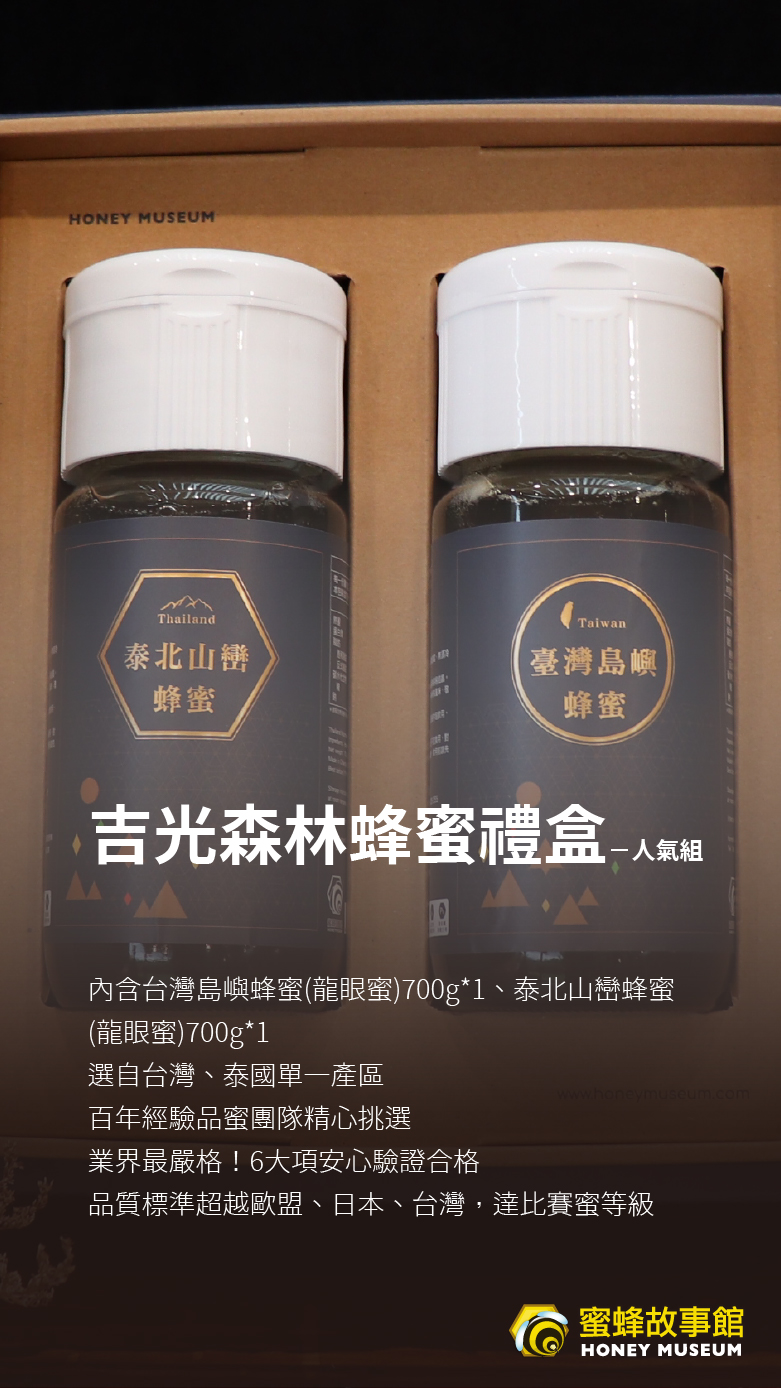 HONEY MUSEUM
Thailand
泰北山巒
蜂蜜
Taiwan
臺灣島嶼
蜂蜜
吉光森林蜂蜜禮盒－人氣組
內含台灣島嶼蜂蜜(龍眼蜜)700g*1、泰北山巒蜂蜜
(龍眼蜜)700g*1
選自台灣、泰國單一產區
www.honeymuseum.com
百年經驗品蜜團隊精心挑選
業界最嚴格！6大項安心驗證合格
品質標準超越歐盟、日本、台灣，達比賽蜜等級
蜜蜂故事館
HONEY MUSEUM